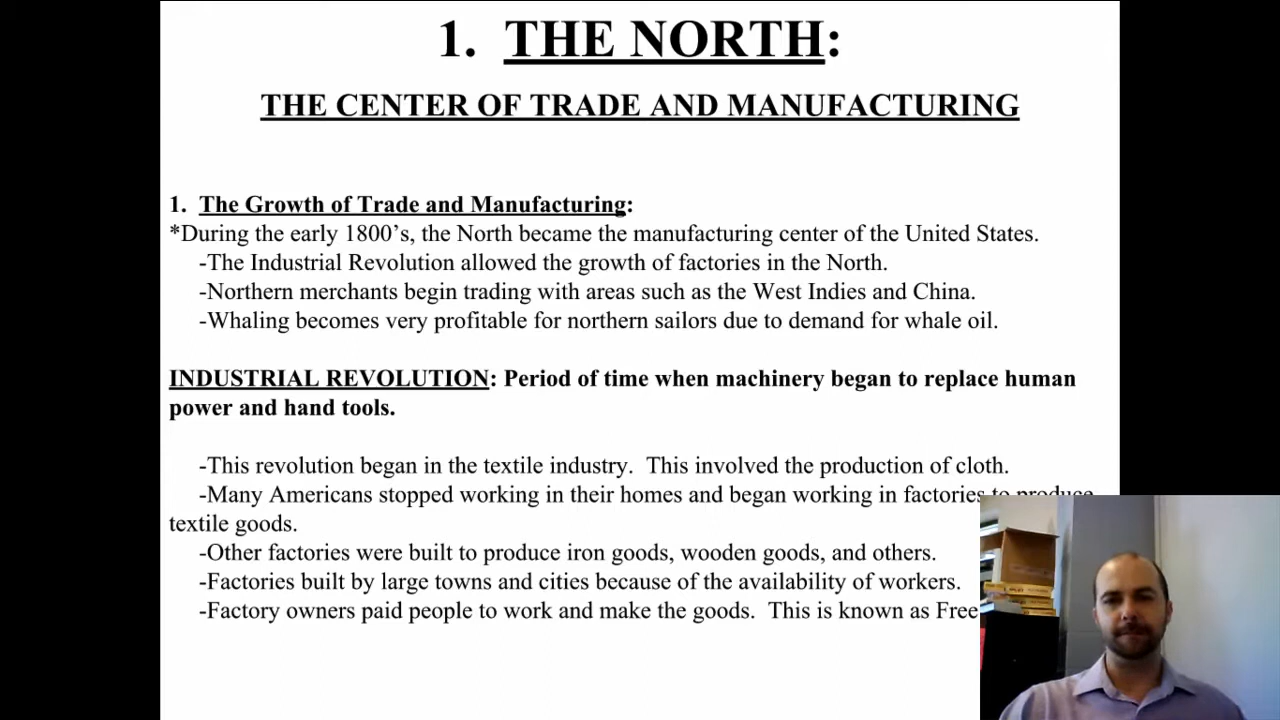 1. THE NORTH:
THE CENTER OF TRADE AND MANUFACTURING
1. The Growth of Trade and Manufacturing:
*During the early 1800’s, the North became the manufacturing center of the United States.
-The Industrial Revolution allowed the growth of factories in the North.
-Northern merchants begin trading with areas such as the West Indies and China.
-Whaling becomes very profitable for northern sailors due to demand for whale oil.
INDUSTRIAL REVOLUTION: Period of time when machinery began to replace human
power and hand tools.
-This revolution began in the textile industry. This involved the production of cloth.
-Many Americans stopped working in their homes and began working in factories to produce
textile goods.
-Other factories were built to produce iron goods, wooden goods, and others.
-Factories built by large towns and cities because of the availability of workers.
-Factory owners paid people to work and make the goods. This is known as Free